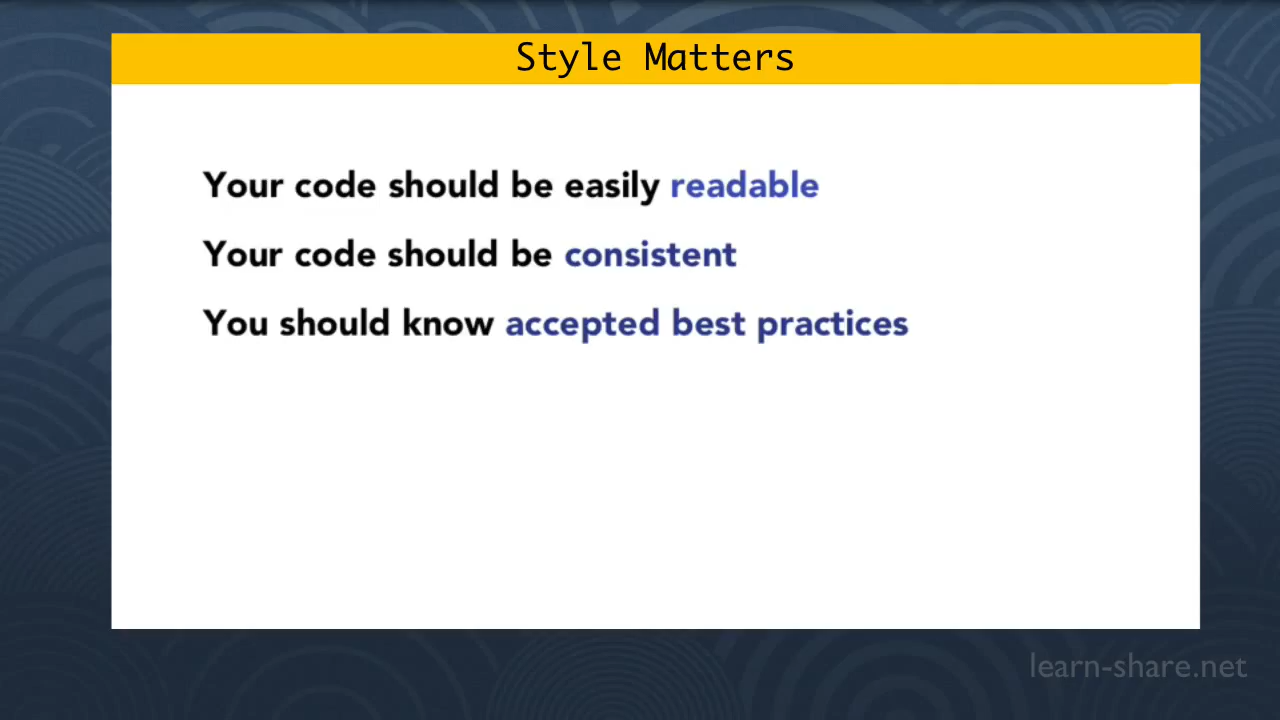 Style Matters
Your code should be easily readable
Your code should be consistent
You should know accepted best practices
learn-share.net